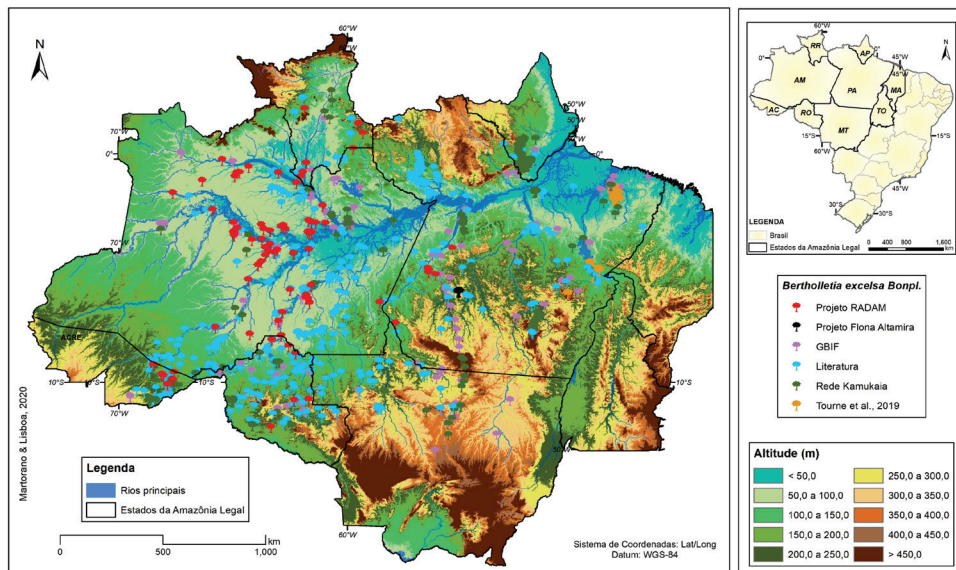 60°W
60°W
N
50°W
50°W
50°W
70°W
0°
0°
70°W
ACRE
10°S
10°S
10°S
70°W
50°W
60°W
Martorano & Lisboa, 2020
Legenda
Rios principais
Estados da Amazônia Legal
0 500 1,000
km
Sistema de Coordenadas: Lat/Long
Datum: WGS-84
60°W
N
RR
AP
0°
0°
45°W
45°W
AM
PA
MA
AC
RO
TO
MT
15°S
15°S
60°W
45°W
30°S
30°S
LEGENDA
Brasil
Estados da Amazônia Legal
0 400 800 1,600
km
Bertholletia excelsa Bonpl.
Projeto RADAM
Projeto Flona Altamira
GBIF
Literatura
Rede Kamukaia
Tourne et al., 2019
Altitude (m)
< 50,0 250,0 a 300,0
50,0 a 100,0 300,0 a 350,0
100,0 a 150,0 350,0 a 400,0
150,0 a 200,0 400,0 a 450,0
200,0 a 250,0 > 450,0